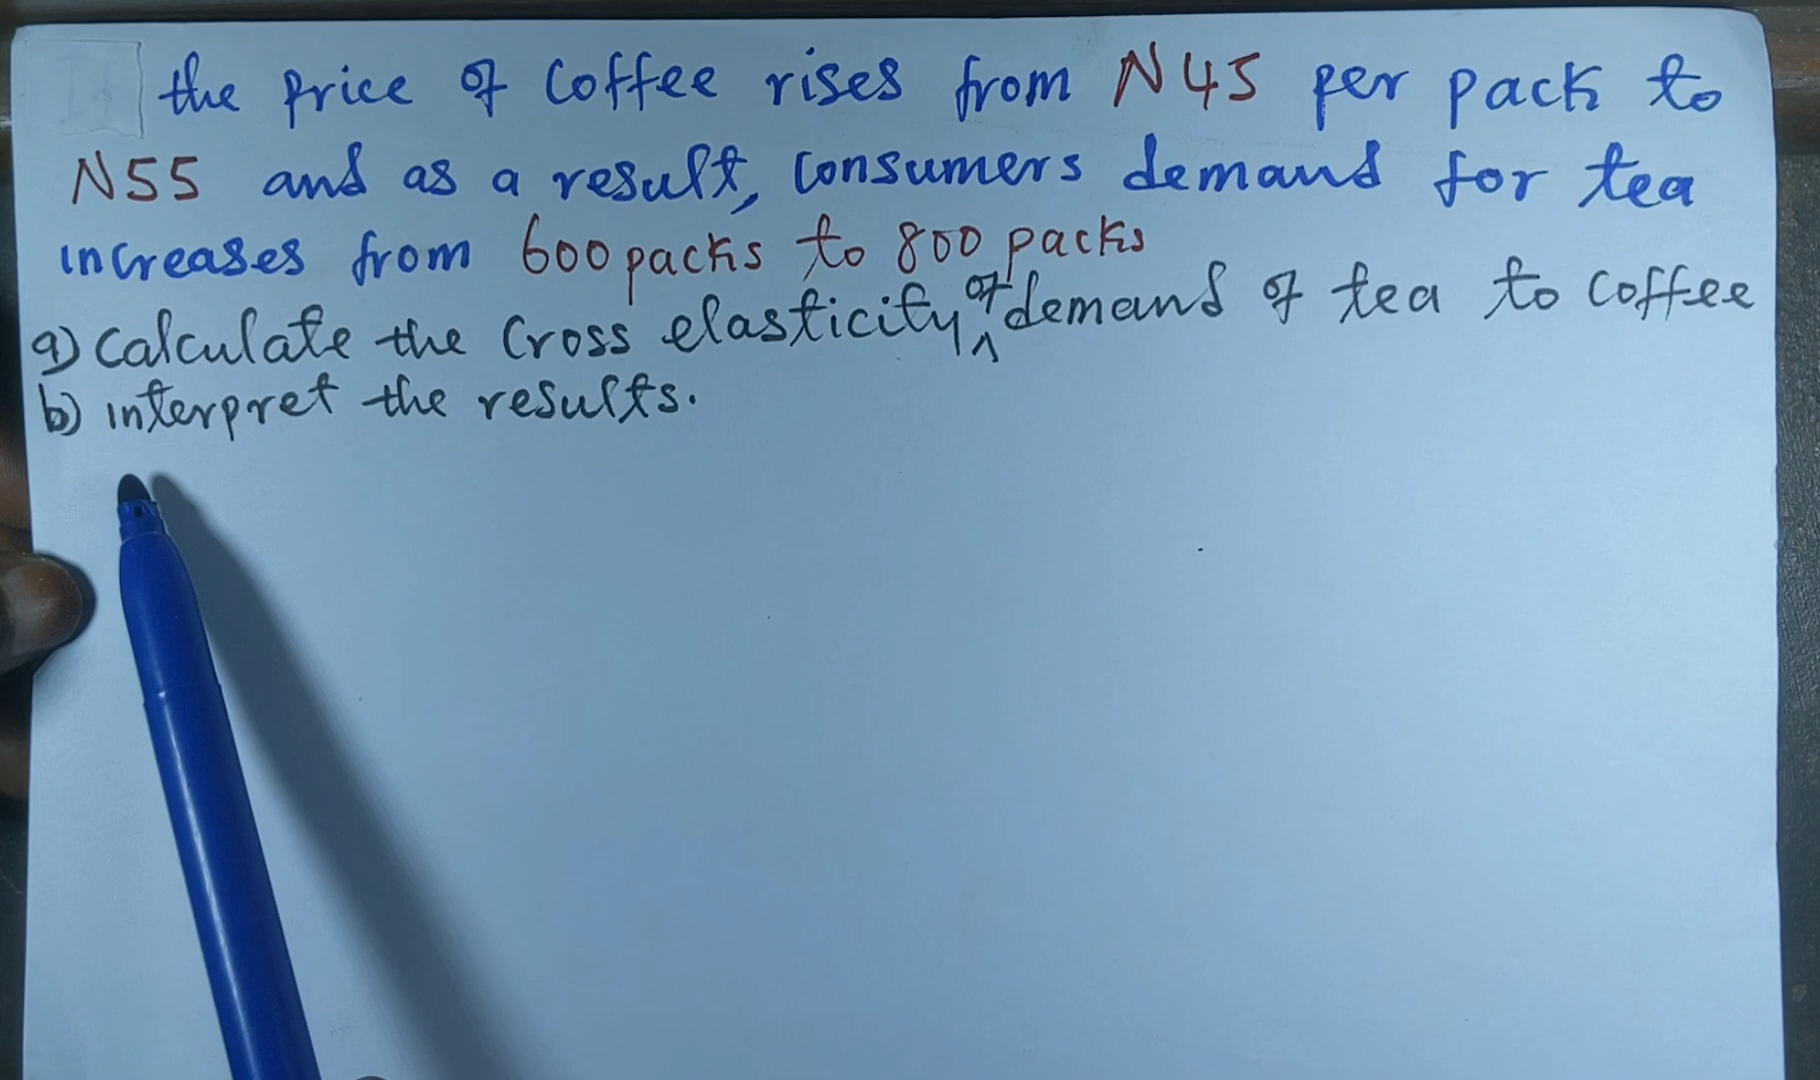 the price of coffee rises from N45 per pack to
N55 and as a result, consumers demand for tea
increases from 600 packs to 800 packs
a) Calculate the Cross elasticity of demand of tea to coffee
b) interpret the results.